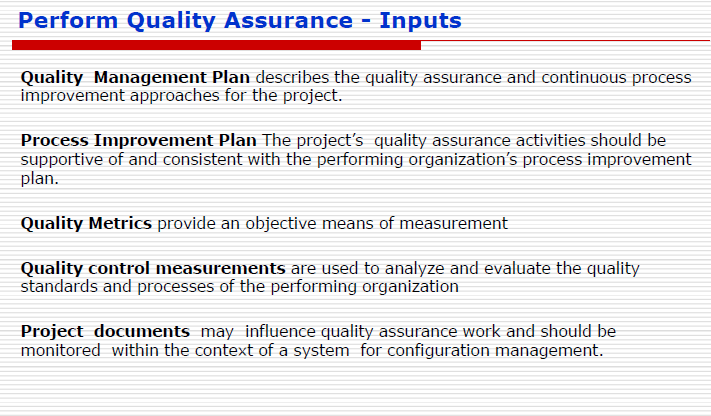 Perform Quality Assurance - Inputs
Quality Management Plan describes the quality assurance and continuous process
improvement approaches for the project.
Process Improvement Plan The project's quality assurance activities should be
supportive of and consistent with the performing organization's process improvement
plan.
Quality Metrics provide an objective means of measurement
Quality control measurements are used to analyze and evaluate the quality
standards and processes of the performing organization
Project documents may influence quality assurance work and should be
monitored within the context of a system for configuration management.